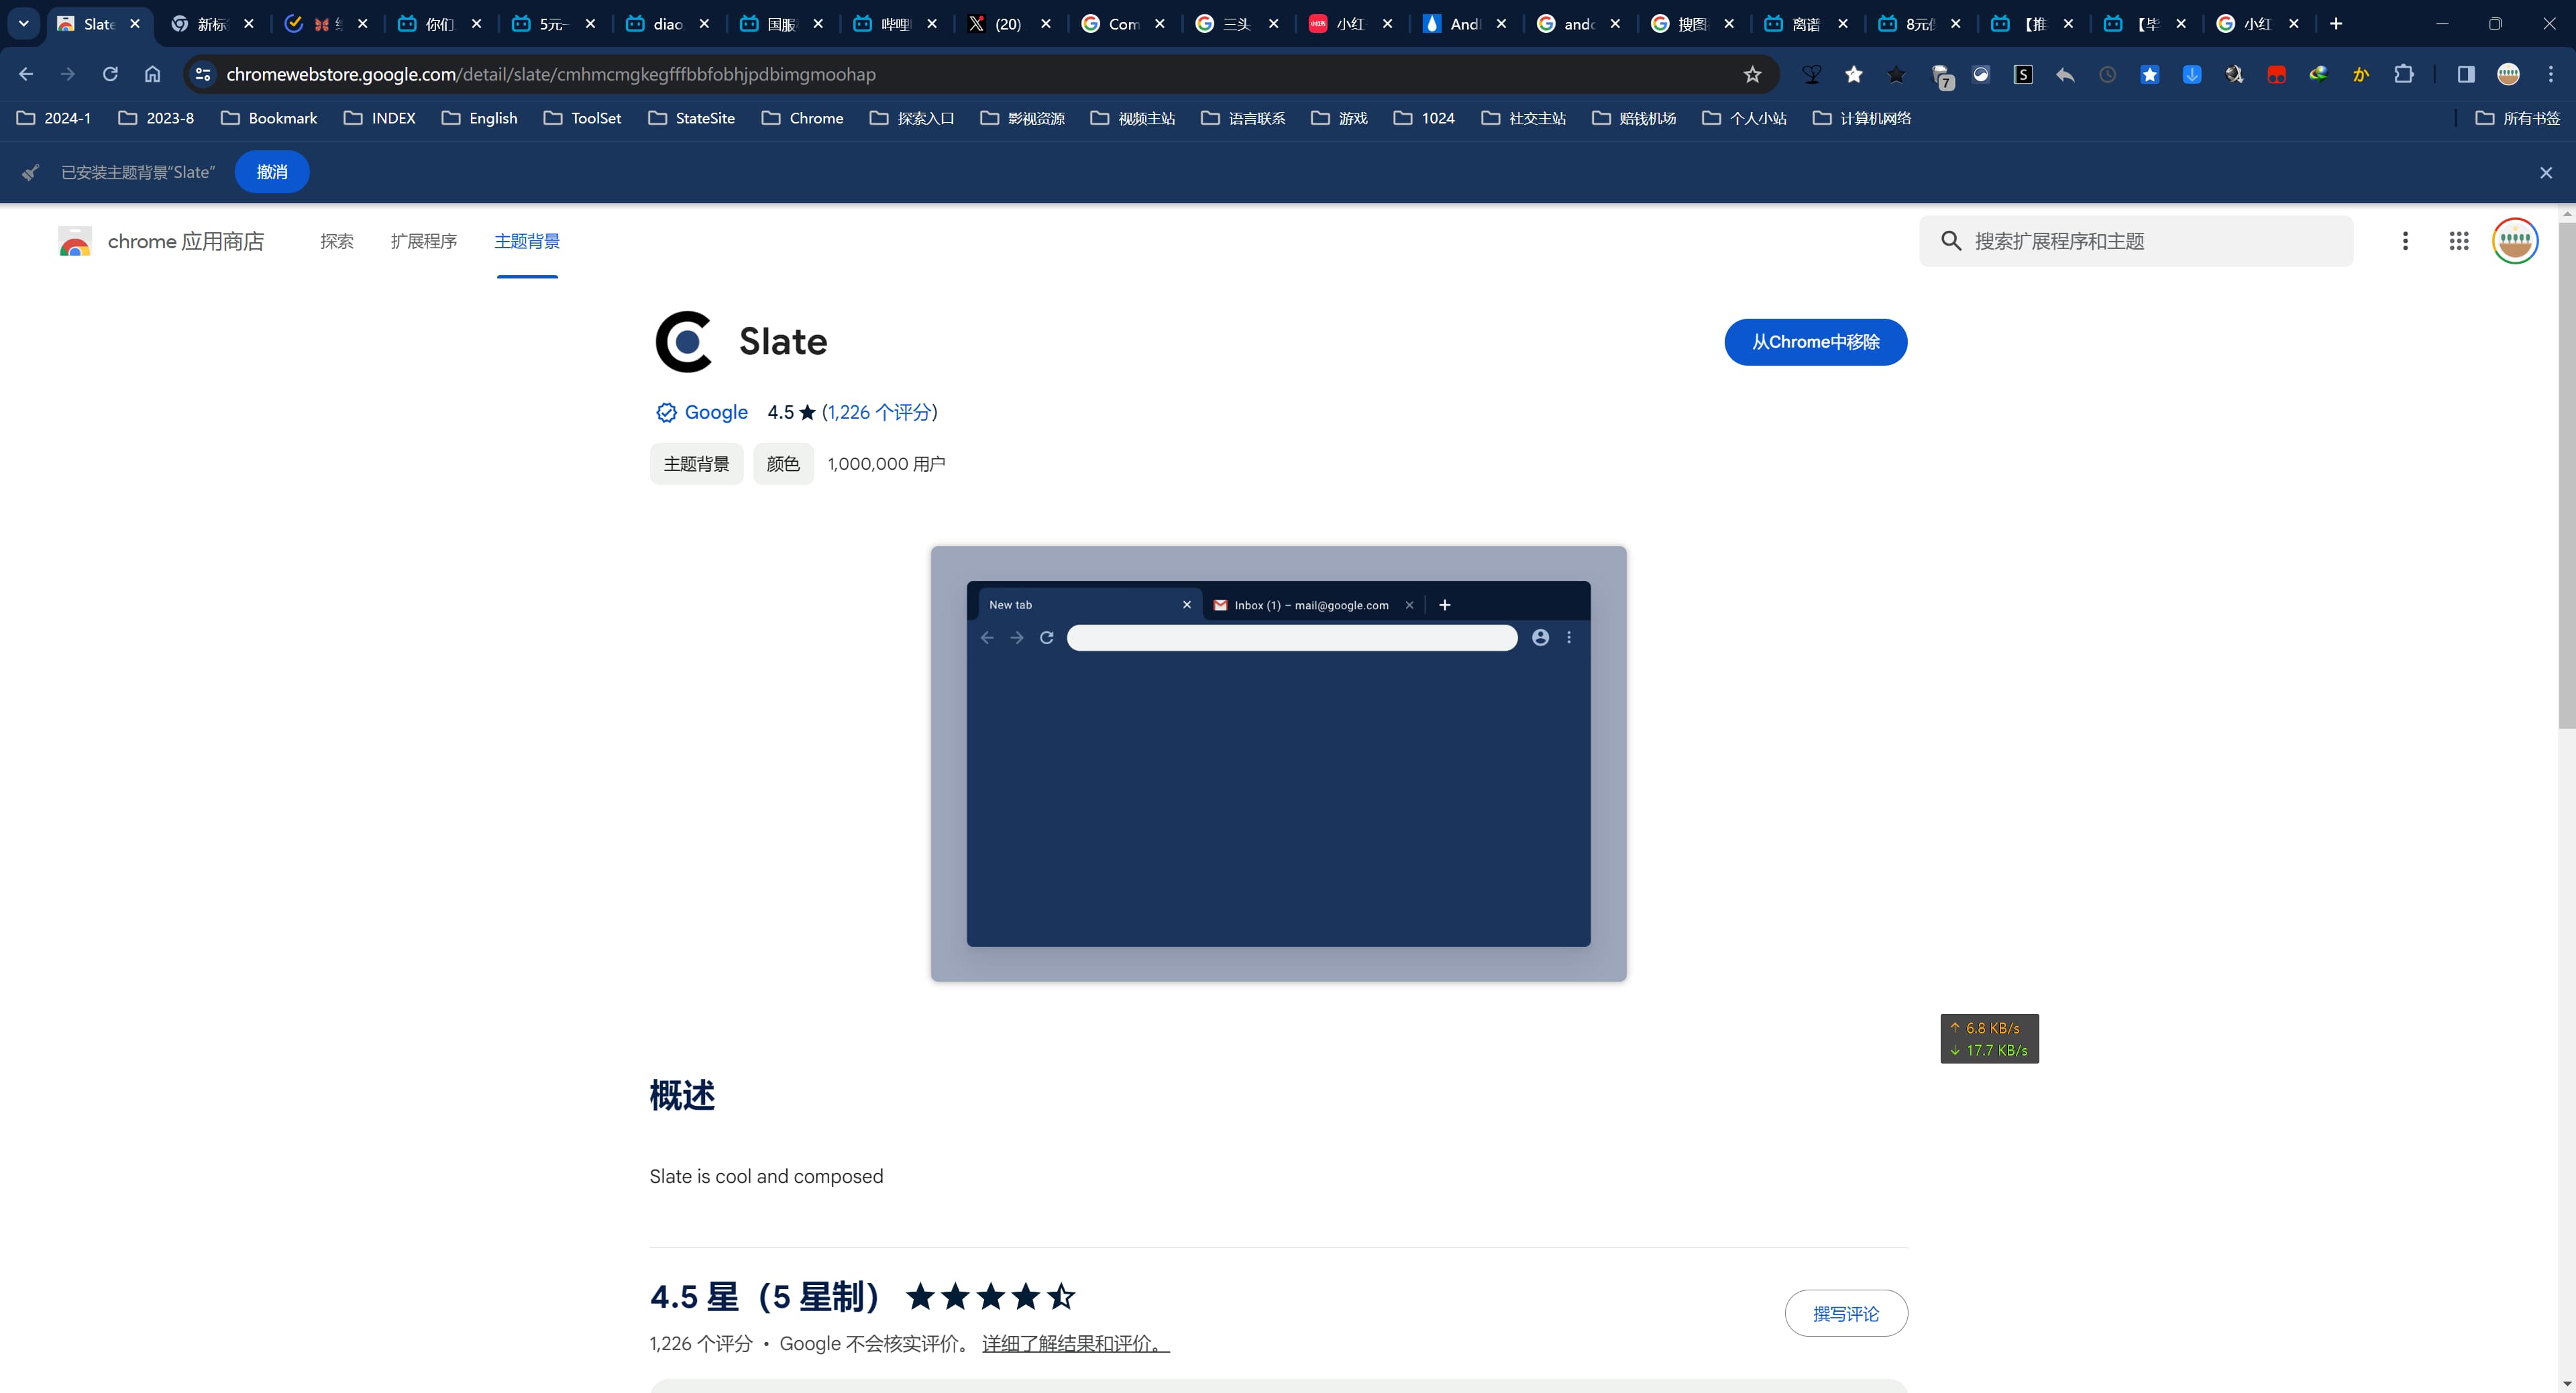 Slate
新标
你们
5元一
diao
国服
哔哩
(20)
Com
三头
小红
And
andc
搜图
离谱
8元
【推
【毕
小红
chromewebstore.google.com/detail/slate/cmhmcmgkegfffbbfobhjpdbimgmoohap
7
S
か
2024-1
2023-8
Bookmark
INDEX
English
ToolSet
StateSite
Chrome
探索入口
影视资源
视频主站
语言联系
游戏
1024
社交主站
赔钱机场
个人小站
计算机网络
所有书签
已安装主题背景“Slate”
撤消
chrome 应用商店
探索
扩展程序
主题背景
搜索扩展程序和主题
Slate
从Chrome中移除
Google 4.5 ★ (1,226 个评分)
主题背景 颜色 1,000,000 用户
New tab
Inbox (1) – mail@google.com
↑ 6.8 KB/s
↓ 17.7 KB/s
概述
Slate is cool and composed
4.5 星（5 星制）
撰写评论
1,226 个评分 • Google 不会核实评价。 详细了解结果和评价。